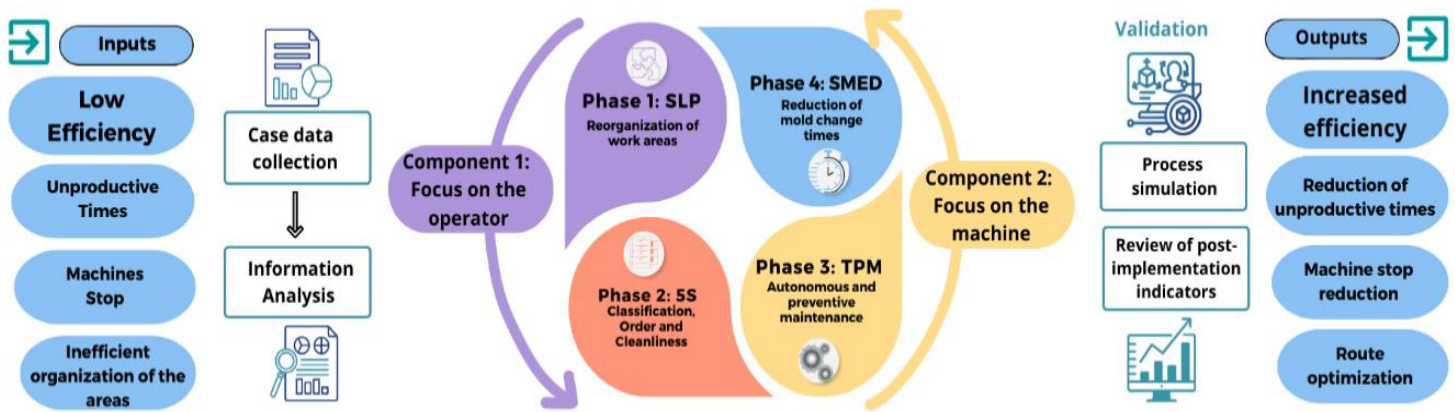 Inputs
Low
Efficiency
Unproductive
Times
Machines
Stop
Inefficient
organization of the
areas
Case data
collection
Information
Analysis
Component 1:
Focus on the
operator
Phase 1: SLP
Reorganization of
work areas
Phase 2: 5S
Classification,
Order and
Cleanliness
Phase 3: TPM
Autonomous and
preventive
maintenance
Phase 4: SMED
Reduction of
mold change
times
Component 2:
Focus on the
machine
Validation
Process
simulation
Review of post-
implementation
indicators
Outputs
Increased
efficiency
Reduction of
unproductive times
Machine stop
reduction
Route
optimization